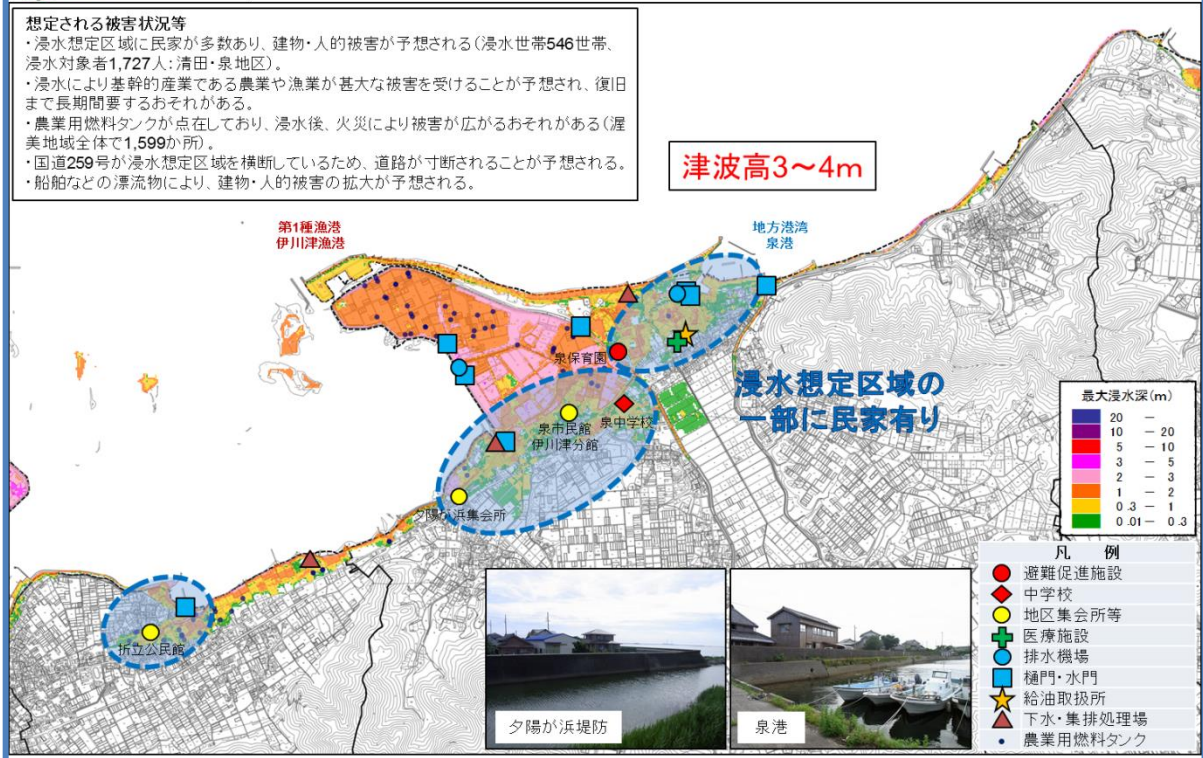 想定される被害状況等
・浸水想定区域に民家が多数あり、建物・人的被害が予想される(浸水世帯546世帯、
浸水対象者1,727人:清田・泉地区)。
・浸水により基幹的産業である農業や漁業が甚大な被害を受けることが予想され、復旧
まで長期間要するおそれがある。
・農業用燃料タンクが点在しており、浸水後、火災により被害が広がるおそれがある(渥
美地域全体で1,599か所)。
・国道259号が浸水想定区域を横断しているため、道路が寸断されることが予想される。
・船舶などの漂流物により、建物・人的被害の拡大が予想される。
津波高3～4m
第1種漁港
伊川津漁港
地方港湾
泉港
泉保育園
浸水想定区域の
一部に民家有り
泉中学校
泉市民館
伊川津分館
夕陽が浜集会所
折立公民館
最大浸水深(m)
20 －
10 － 20
5 － 10
3 － 5
2 － 3
1 － 2
0.3 － 1
0.01 － 0.3
凡 例
避難促進施設
中学校
地区集会所等
医療施設
排水機場
樋門・水門
給油取扱所
下水・集排処理場
農業用燃料タンク
夕陽が浜堤防
泉港